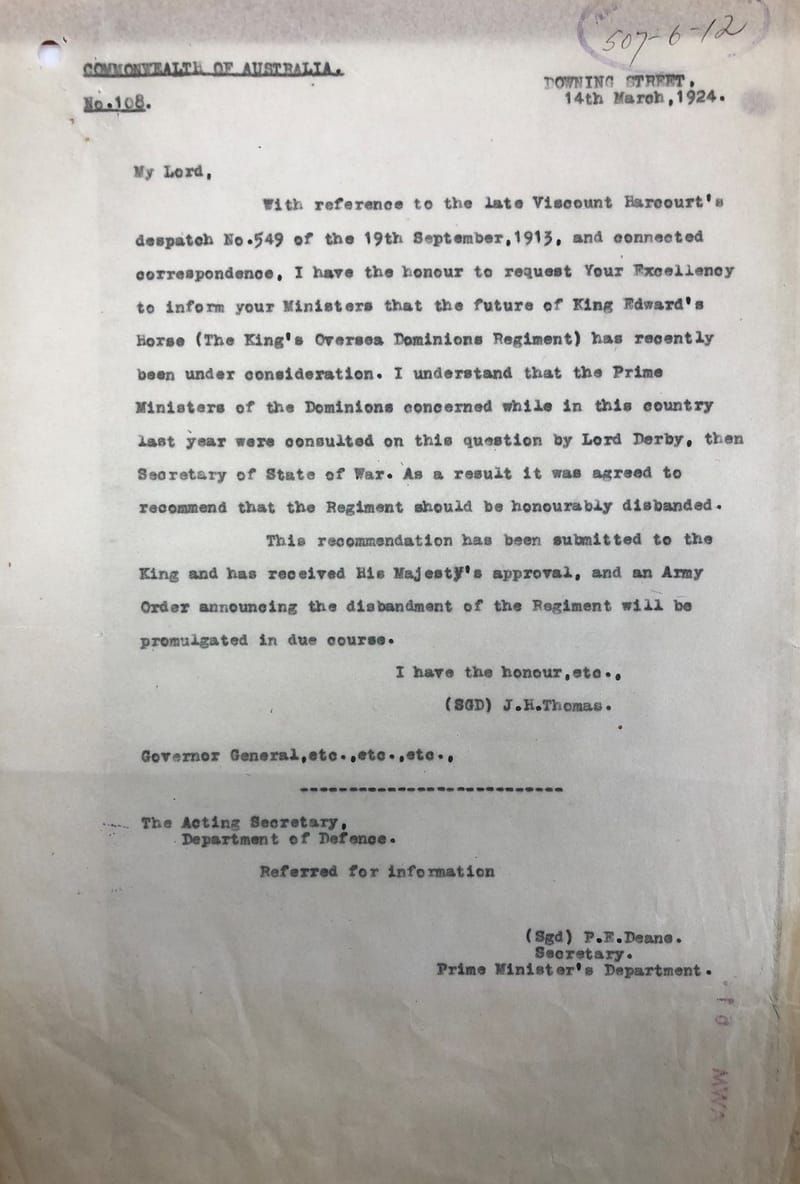 507-6-12
COMMONWEALTH OF AUSTRALIA.
DOWNING STREET,
No.108.
14th March,1924.
My Lord,
With reference to the late Viscount Harcourt's
despatch No.549 of the 19th September,1913, and connected
correspondence, I have the honour to request Your Excellency
to inform your Ministers that the future of King Edward's
Horse (The King's Oversea Dominions Regiment) has recently
been under consideration. I understand that the Prime
Ministers of the Dominions concerned while in this country
last year were consulted on this question by Lord Derby, then
Secretary of State of War. As a result it was agreed to
recommend that the Regiment should be honourably disbanded.
This recommendation has been submitted to the
King and has received His Majesty's approval, and an Army
Order announcing the disbandment of the Regiment will be
promulgated in due course.
I have the honour,etc.,
(SGD) J.H.Thomas.
Governor General,etc.,etc.,etc.,
---------------------------
The Acting Secretary,
Department of Defence.
Referred for information
(Sgd) P.E.Deane.
Secretary.
Prime Minister's Department.